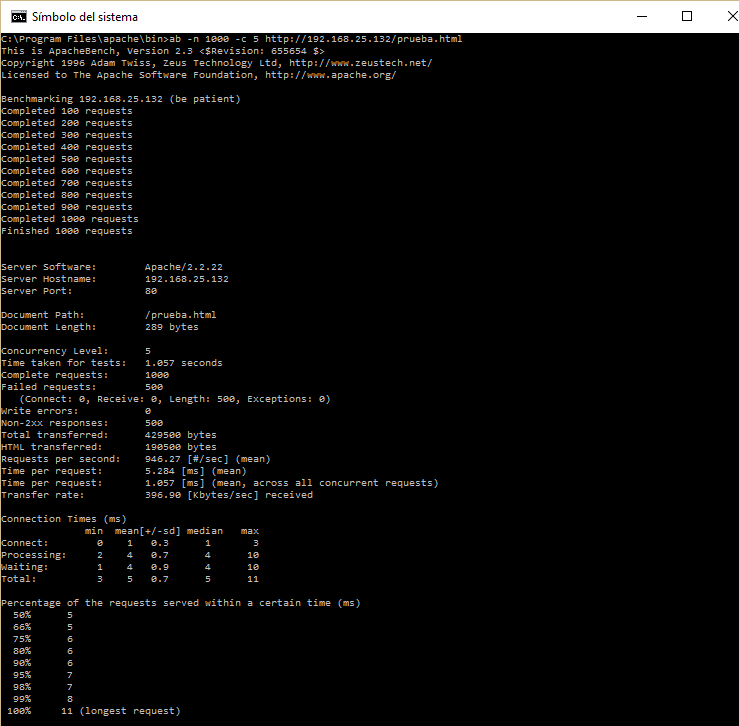 Símbolo del sistema
C:\Program Files\apache\bin>ab -n 1000 -c 5 http://192.168.25.132/prueba.html
This is ApacheBench, Version 2.3 <$Revision: 655654 $>
Copyright 1996 Adam Twiss, Zeus Technology Ltd, http://www.zeustech.net/
Licensed to The Apache Software Foundation, http://www.apache.org/

Benchmarking 192.168.25.132 (be patient)
Completed 100 requests
Completed 200 requests
Completed 300 requests
Completed 400 requests
Completed 500 requests
Completed 600 requests
Completed 700 requests
Completed 800 requests
Completed 900 requests
Completed 1000 requests
Finished 1000 requests


Server Software:        Apache/2.2.22
Server Hostname:        192.168.25.132
Server Port:            80

Document Path:          /prueba.html
Document Length:        289 bytes

Concurrency Level:      5
Time taken for tests:   1.057 seconds
Complete requests:      1000
Failed requests:        500
   (Connect: 0, Receive: 0, Length: 500, Exceptions: 0)
Write errors:           0
Non-2xx responses:      500
Total transferred:      429500 bytes
HTML transferred:       190500 bytes
Requests per second:    946.27 [#/sec] (mean)
Time per request:       5.284 [ms] (mean)
Time per request:       1.057 [ms] (mean, across all concurrent requests)
Transfer rate:          396.90 [Kbytes/sec] received

Connection Times (ms)
              min  mean[+/-sd] median   max
Connect:        0    1   0.3      1       3
Processing:     2    4   0.7      4      10
Waiting:        1    4   0.9      4      10
Total:          3    5   0.7      5      11

Percentage of the requests served within a certain time (ms)
  50%      5
  66%      5
  75%      6
  80%      6
  90%      6
  95%      7
  98%      7
  99%      8
 100%     11 (longest request)